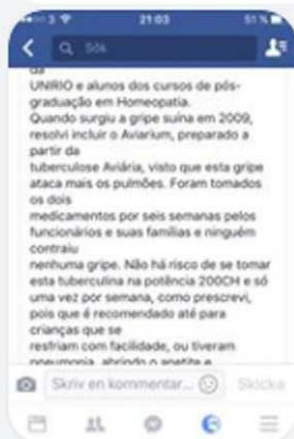 3
21:03
51 %
Sök
da
UNIRIO e alunos dos cursos de pós-
graduação em Homeopatia.
Quando surgiu a gripe suína em 2009,
resolvi incluir o Aviarium, preparado a
partir da
tuberculose Aviária, visto que esta gripe
ataca mais os pulmões. Foram tomados
os dois
medicamentos por seis semanas pelos
funcionários e suas famílias e ninguém
contraiu
nenhuma gripe. Não há risco de se tomar
esta tuberculina na potência 200CH e só
uma vez por semana, como prescrevi,
pois que é recomendado até para
crianças que se
resfriam com facilidade, ou tiveram
pneumonia, abrindo o apetite e
Skriv en kommentar...
Skicka